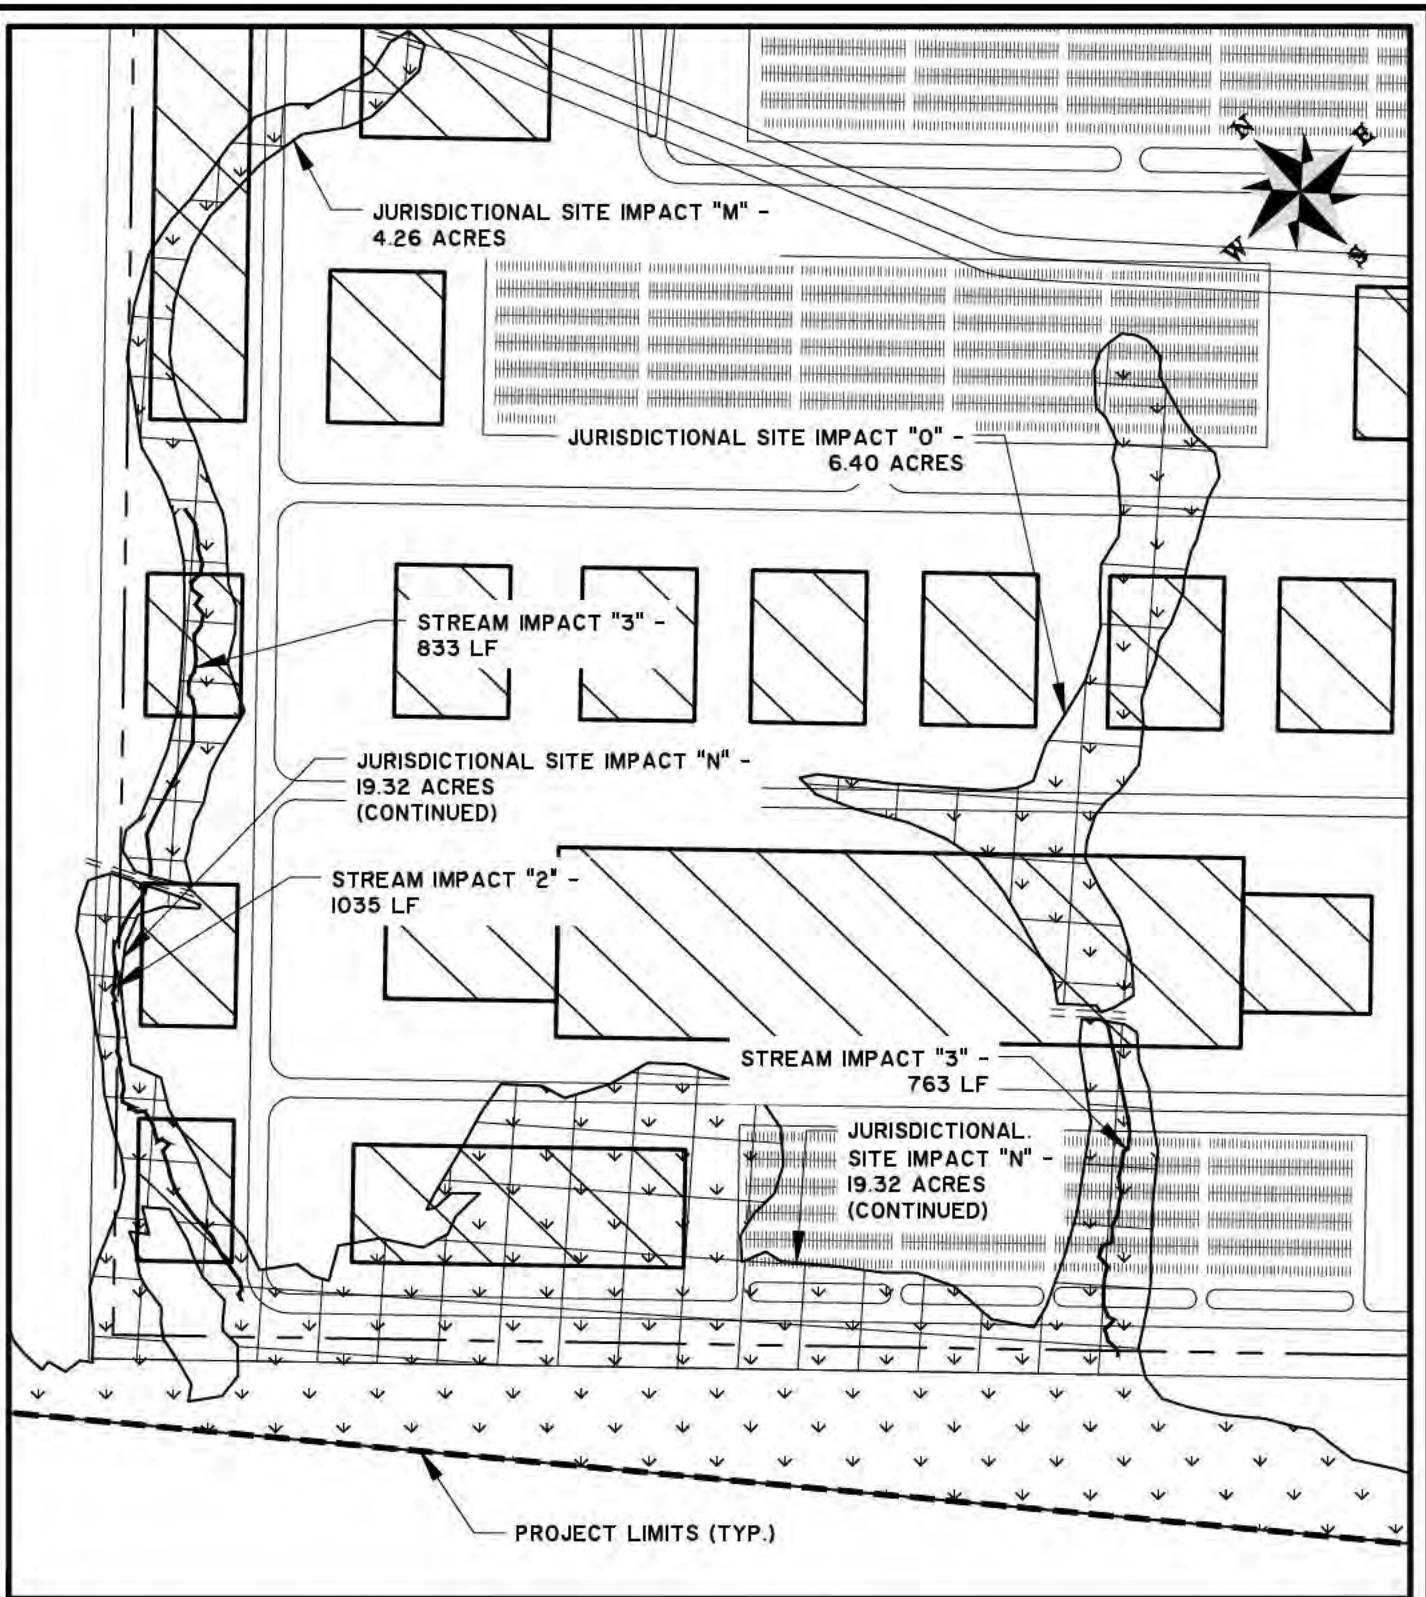 N
E
W
S
JURISDICTIONAL SITE IMPACT "M" -
4.26 ACRES
JURISDICTIONAL SITE IMPACT "O" -
6.40 ACRES
STREAM IMPACT "3" -
833 LF
JURISDICTIONAL SITE IMPACT "N" -
19.32 ACRES
(CONTINUED)
STREAM IMPACT "2" -
1035 LF
STREAM IMPACT "3" -
763 LF
JURISDICTIONAL.
SITE IMPACT "N" -
19.32 ACRES
(CONTINUED)
PROJECT LIMITS (TYP.)